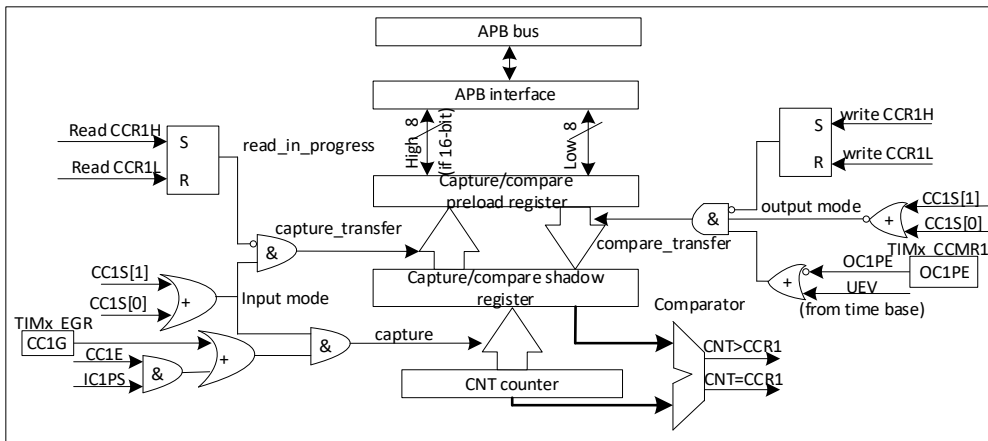 APB bus
APB interface
High 8
(if 16-bit)
Low 8
Read CCR1H
Read CCR1L
S
R
read_in_progress
S
R
write CCR1H
write CCR1L
Capture/compare
preload register
&
capture_transfer
&
output mode
compare_transfer
+
CC1S[1]
CC1S[0]
TIMx_CCMR1
OC1PE
OC1PE
UEV
+
(from time base)
CC1S[1]
CC1S[0]
+
Input mode
Capture/compare shadow
register
Comparator
TIMx_EGR
CC1G
CC1E
IC1PS
&
+
&
capture
CNT counter
CNT>CCR1
CNT=CCR1